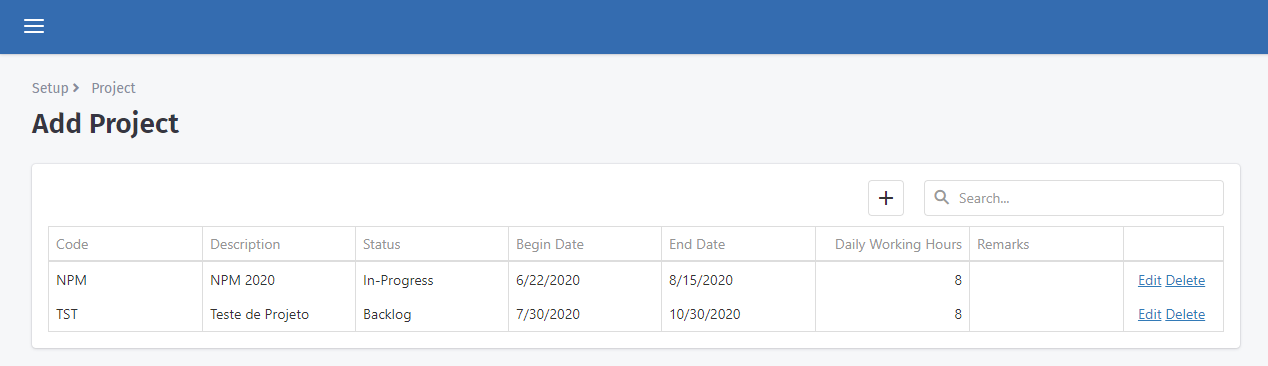 Setup Project
Add Project
Search...
Code Description Status Begin Date End Date Daily Working Hours Remarks
NPM NPM 2020 In-Progress 6/22/2020 8/15/2020 8 Edit Delete
TST Teste de Projeto Backlog 7/30/2020 10/30/2020 8 Edit Delete